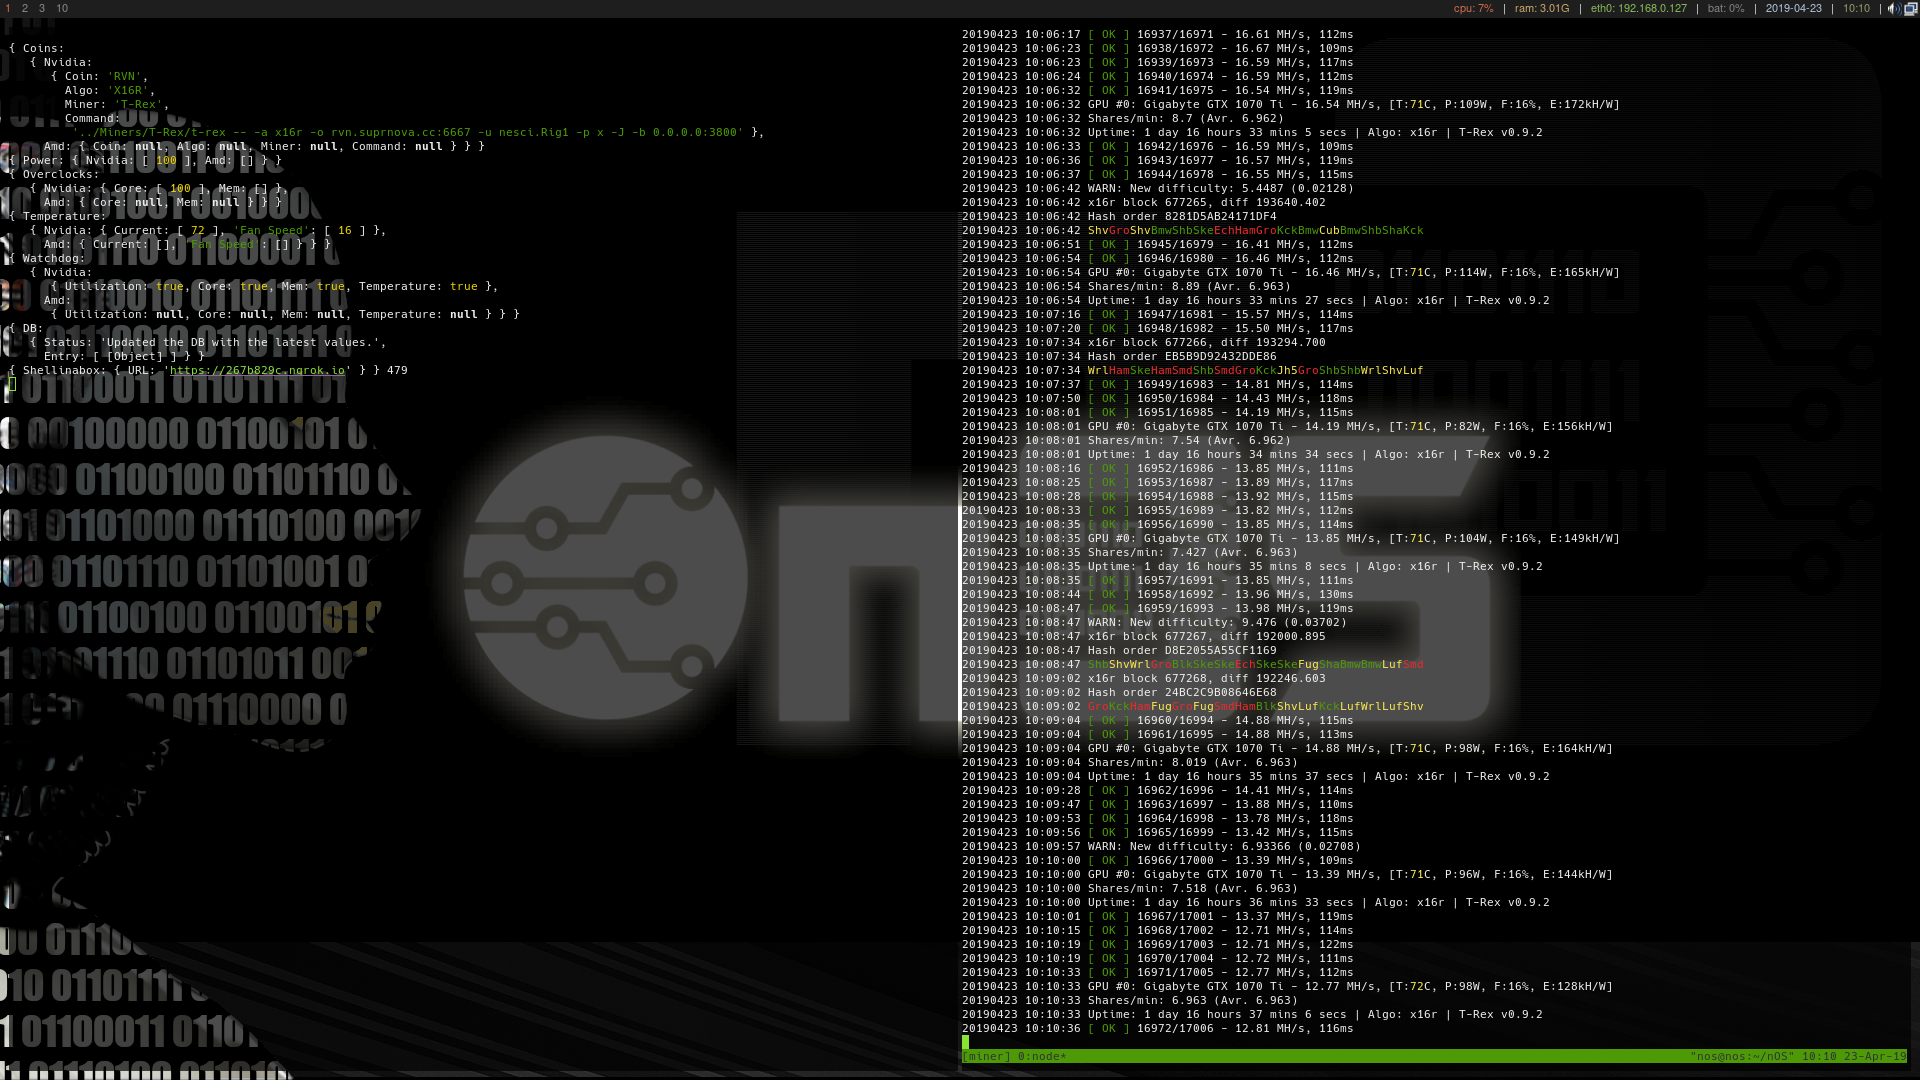 1 2 3 10
cpu: 7% | ram: 3.01G | eth0: 192.168.0.127 | bat: 0% | 2019-04-23 | 10:10 |
{ Coins:
{ Nvidia:
{ Coin: 'RVN',
Algo: 'X16R',
Miner: 'T-Rex',
Command:
'../Miners/T-Rex/t-rex -- -a x16r -o rvn.suprnova.cc:6667 -u nesci.Rig1 -p x -J -b 0.0.0.0:3800' },
Amd: { Coin: null, Algo: null, Miner: null, Command: null } } }
{ Power: { Nvidia: [ 100 ], Amd: [] } }
{ Overclocks:
{ Nvidia: { Core: [ 100 ], Mem: [] },
Amd: { Core: null, Mem: null } } }
{ Temperature:
{ Nvidia: { Current: [ 72 ], 'Fan Speed': [ 16 ] },
Amd: { Current: [], 'Fan Speed': [] } } }
{ Watchdog:
{ Nvidia:
{ Utilization: true, Core: true, Mem: true, Temperature: true },
Amd:
{ Utilization: null, Core: null, Mem: null, Temperature: null } } }
{ DB:
{ Status: 'Updated the DB with the latest values.',
Entry: [ [Object] ] } }
{ Shellinabox: { URL: 'https://267b829c.ngrok.io' } } 479
20190423 10:06:17 [ OK ] 16937/16971 - 16.61 MH/s, 112ms
20190423 10:06:23 [ OK ] 16938/16972 - 16.67 MH/s, 109ms
20190423 10:06:23 [ OK ] 16939/16973 - 16.59 MH/s, 117ms
20190423 10:06:24 [ OK ] 16940/16974 - 16.59 MH/s, 112ms
20190423 10:06:32 [ OK ] 16941/16975 - 16.54 MH/s, 119ms
20190423 10:06:32 GPU #0: Gigabyte GTX 1070 Ti - 16.54 MH/s, [T:71C, P:109W, F:16%, E:172kH/W]
20190423 10:06:32 Shares/min: 8.7 (Avr. 6.962)
20190423 10:06:32 Uptime: 1 day 16 hours 33 mins 5 secs | Algo: x16r | T-Rex v0.9.2
20190423 10:06:33 [ OK ] 16942/16976 - 16.59 MH/s, 109ms
20190423 10:06:36 [ OK ] 16943/16977 - 16.57 MH/s, 119ms
20190423 10:06:37 [ OK ] 16944/16978 - 16.55 MH/s, 115ms
20190423 10:06:42 WARN: New difficulty: 5.4487 (0.02128)
20190423 10:06:42 x16r block 677265, diff 193640.402
20190423 10:06:42 Hash order 8281D5AB24171DF4
20190423 10:06:42 ShvGroShvBmwShbSkeEchHamGroKckBmwCubBmwShbShaKck
20190423 10:06:51 [ OK ] 16945/16979 - 16.41 MH/s, 112ms
20190423 10:06:54 [ OK ] 16946/16980 - 16.46 MH/s, 112ms
20190423 10:06:54 GPU #0: Gigabyte GTX 1070 Ti - 16.46 MH/s, [T:71C, P:114W, F:16%, E:165kH/W]
20190423 10:06:54 Shares/min: 8.89 (Avr. 6.963)
20190423 10:06:54 Uptime: 1 day 16 hours 33 mins 27 secs | Algo: x16r | T-Rex v0.9.2
20190423 10:07:16 [ OK ] 16947/16981 - 15.57 MH/s, 114ms
20190423 10:07:20 [ OK ] 16948/16982 - 15.50 MH/s, 117ms
20190423 10:07:34 x16r block 677266, diff 193294.700
20190423 10:07:34 Hash order EB5B9D92432DDE86
20190423 10:07:34 WrlHamSkeHamSmdShbSmdGroKckJh5GroShbShbWrlShvLuf
20190423 10:07:37 [ OK ] 16949/16983 - 14.81 MH/s, 114ms
20190423 10:07:50 [ OK ] 16950/16984 - 14.43 MH/s, 118ms
20190423 10:08:01 [ OK ] 16951/16985 - 14.19 MH/s, 115ms
20190423 10:08:01 GPU #0: Gigabyte GTX 1070 Ti - 14.19 MH/s, [T:71C, P:82W, F:16%, E:156kH/W]
20190423 10:08:01 Shares/min: 7.54 (Avr. 6.962)
20190423 10:08:01 Uptime: 1 day 16 hours 34 mins 34 secs | Algo: x16r | T-Rex v0.9.2
20190423 10:08:16 [ OK ] 16952/16986 - 13.85 MH/s, 111ms
20190423 10:08:25 [ OK ] 16953/16987 - 13.89 MH/s, 117ms
20190423 10:08:28 [ OK ] 16954/16988 - 13.92 MH/s, 115ms
20190423 10:08:33 [ OK ] 16955/16989 - 13.82 MH/s, 112ms
20190423 10:08:35 [ OK ] 16956/16990 - 13.85 MH/s, 114ms
20190423 10:08:35 GPU #0: Gigabyte GTX 1070 Ti - 13.85 MH/s, [T:71C, P:104W, F:16%, E:149kH/W]
20190423 10:08:35 Shares/min: 7.427 (Avr. 6.963)
20190423 10:08:35 Uptime: 1 day 16 hours 35 mins 8 secs | Algo: x16r | T-Rex v0.9.2
20190423 10:08:35 [ OK ] 16957/16991 - 13.85 MH/s, 111ms
20190423 10:08:44 [ OK ] 16958/16992 - 13.96 MH/s, 130ms
20190423 10:08:47 [ OK ] 16959/16993 - 13.98 MH/s, 119ms
20190423 10:08:47 WARN: New difficulty: 9.476 (0.03702)
20190423 10:08:47 x16r block 677267, diff 192000.895
20190423 10:08:47 Hash order D8E2055A55CF1169
20190423 10:08:47 ShbShvWrlGroBlkSkeSkeEchSkeSkeFugShaBmwBmwLufSmd
20190423 10:09:02 x16r block 677268, diff 192246.603
20190423 10:09:02 Hash order 24BC2C9B08646E68
20190423 10:09:02 GroKckHamFugGroFugSmdHamBlkShvLufKckLufWrlLufShv
20190423 10:09:04 [ OK ] 16960/16994 - 14.88 MH/s, 115ms
20190423 10:09:04 [ OK ] 16961/16995 - 14.88 MH/s, 113ms
20190423 10:09:04 GPU #0: Gigabyte GTX 1070 Ti - 14.88 MH/s, [T:71C, P:98W, F:16%, E:164kH/W]
20190423 10:09:04 Shares/min: 8.019 (Avr. 6.963)
20190423 10:09:04 Uptime: 1 day 16 hours 35 mins 37 secs | Algo: x16r | T-Rex v0.9.2
20190423 10:09:28 [ OK ] 16962/16996 - 14.41 MH/s, 114ms
20190423 10:09:47 [ OK ] 16963/16997 - 13.88 MH/s, 110ms
20190423 10:09:53 [ OK ] 16964/16998 - 13.78 MH/s, 118ms
20190423 10:09:56 [ OK ] 16965/16999 - 13.42 MH/s, 115ms
20190423 10:09:57 WARN: New difficulty: 6.93366 (0.02708)
20190423 10:10:00 [ OK ] 16966/17000 - 13.39 MH/s, 109ms
20190423 10:10:00 GPU #0: Gigabyte GTX 1070 Ti - 13.39 MH/s, [T:71C, P:96W, F:16%, E:144kH/W]
20190423 10:10:00 Shares/min: 7.518 (Avr. 6.963)
20190423 10:10:00 Uptime: 1 day 16 hours 36 mins 33 secs | Algo: x16r | T-Rex v0.9.2
20190423 10:10:01 [ OK ] 16967/17001 - 13.37 MH/s, 119ms
20190423 10:10:15 [ OK ] 16968/17002 - 12.71 MH/s, 114ms
20190423 10:10:19 [ OK ] 16969/17003 - 12.71 MH/s, 122ms
20190423 10:10:19 [ OK ] 16970/17004 - 12.72 MH/s, 111ms
20190423 10:10:33 [ OK ] 16971/17005 - 12.77 MH/s, 112ms
20190423 10:10:33 GPU #0: Gigabyte GTX 1070 Ti - 12.77 MH/s, [T:72C, P:98W, F:16%, E:128kH/W]
20190423 10:10:33 Shares/min: 6.963 (Avr. 6.963)
20190423 10:10:33 Uptime: 1 day 16 hours 37 mins 6 secs | Algo: x16r | T-Rex v0.9.2
20190423 10:10:36 [ OK ] 16972/17006 - 12.81 MH/s, 116ms
[miner] 0:node* "nos@nos:~/nOS" 10:10 23-Apr-19